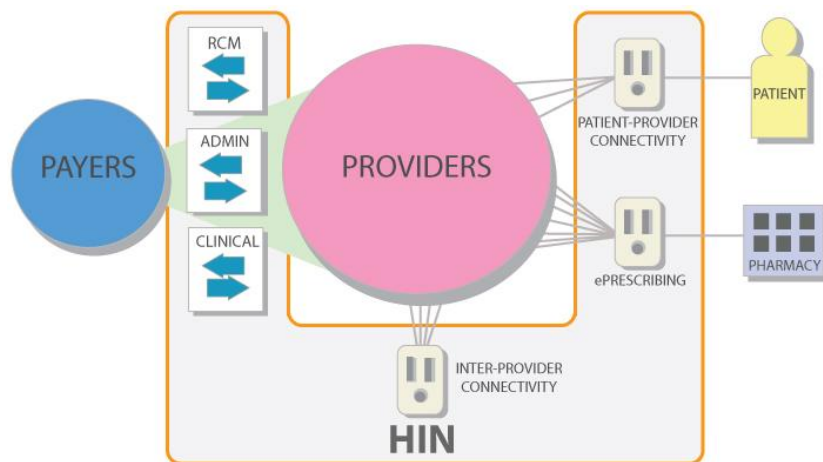 RCM
PAYERS
ADMIN
CLINICAL
PROVIDERS
PATIENT-PROVIDER
CONNECTIVITY
PATIENT
ePRESCRIBING
PHARMACY
INTER-PROVIDER
CONNECTIVITY
HIN